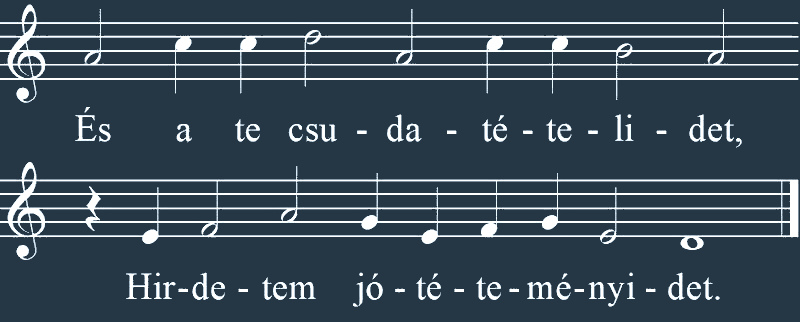 És a te csu - da - té - te - li - det,
Hir-de - tem jó - té - te - mé-nyi - det.